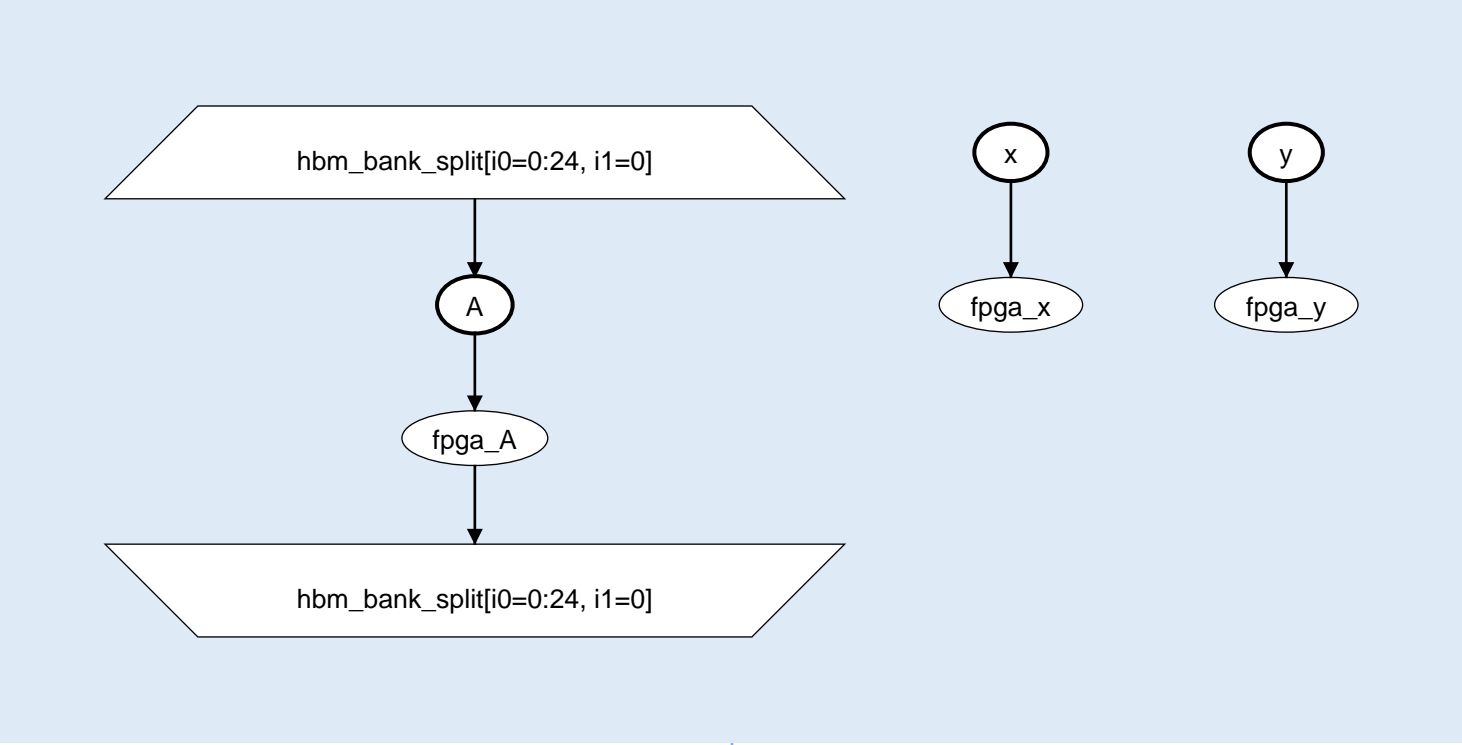 hbm_bank_split[i0=0:24, i1=0]
x
y
A
fpga_x
fpga_y
fpga_A
hbm_bank_split[i0=0:24, i1=0]